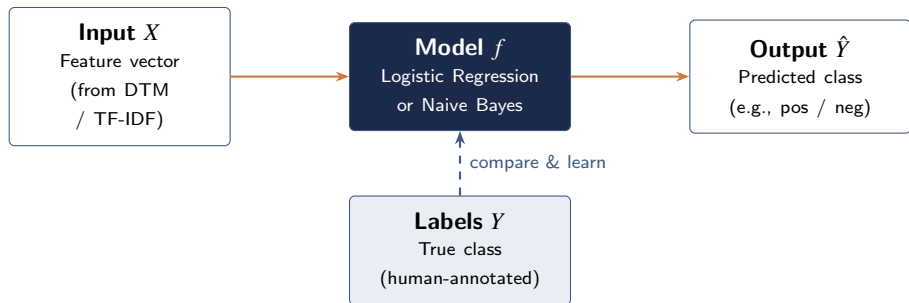 Input X
Feature vector
(from DTM
/ TF-IDF)
Model f
Logistic Regression
or Naive Bayes
Output Ŷ
Predicted class
(e.g., pos / neg)
compare & learn
Labels Y
True class
(human-annotated)